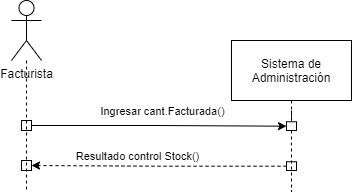 Sistema de
Administración
Facturista
Ingresar cant.Facturada()
Resultado control Stock()